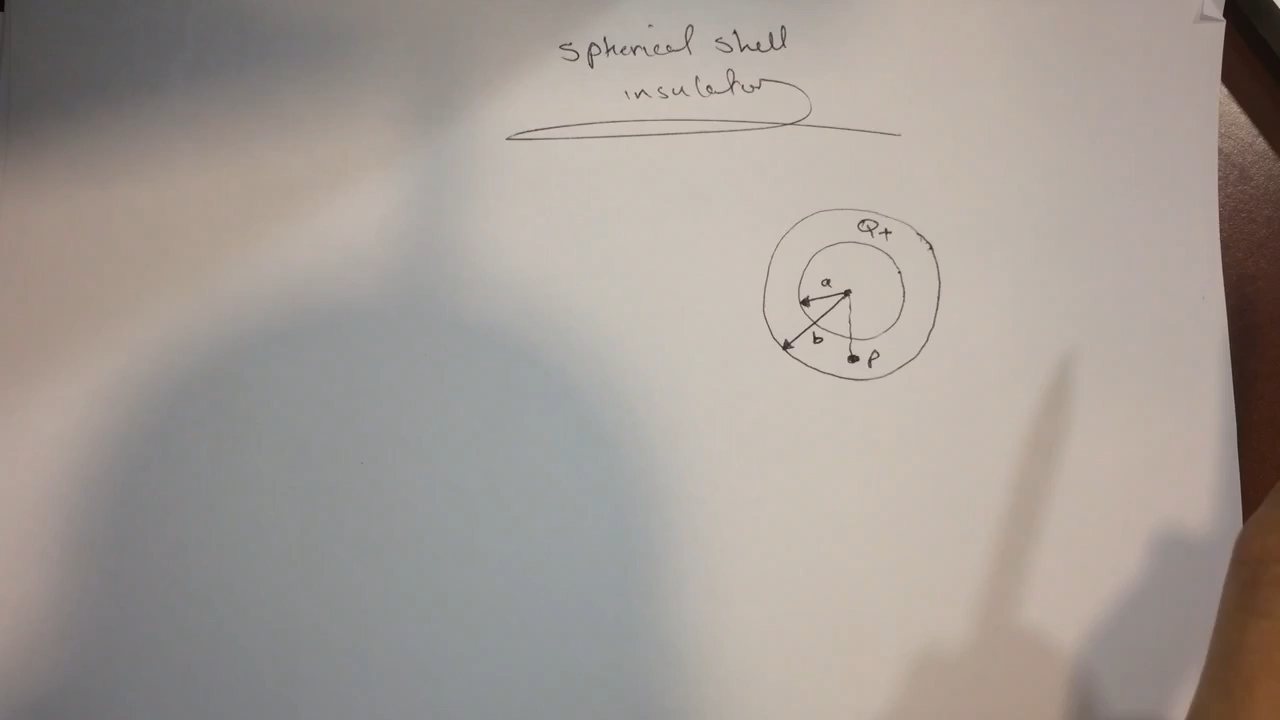 spherical shell
insulator
Q+
a
b
P